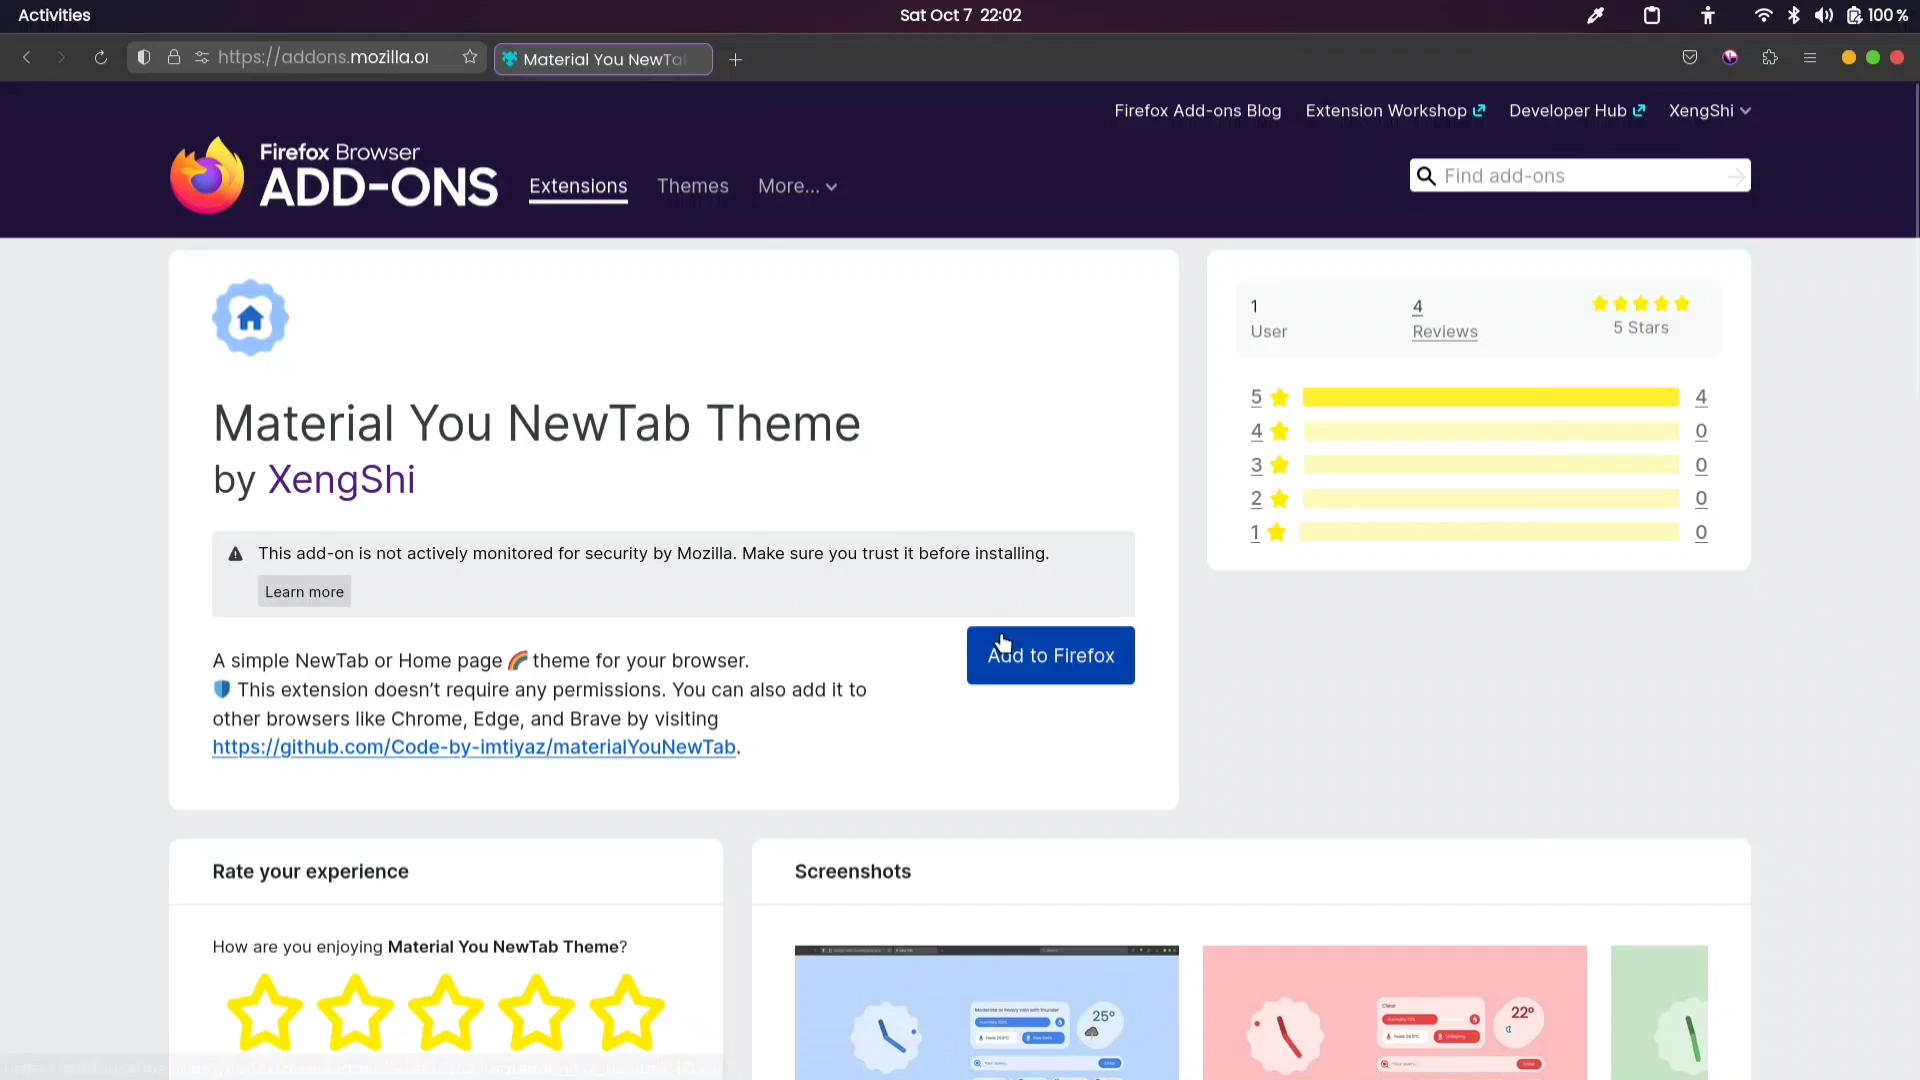 Activities
Sat Oct 7 22:02
100 %
https://addons.mozilla.or
Material You NewTa
Firefox Add-ons Blog
Extension Workshop
Developer Hub
XengShi
Firefox Browser
ADD-ONS
Extensions
Themes
More...
Find add-ons
Material You NewTab Theme
by XengShi
This add-on is not actively monitored for security by Mozilla. Make sure you trust it before installing.
Learn more
A simple NewTab or Home page 🌈 theme for your browser.
🛡️ This extension doesn’t require any permissions. You can also add it to
other browsers like Chrome, Edge, and Brave by visiting
https://github.com/Code-by-imtiyaz/materialYouNewTab.
Add to Firefox
1
User
4
Reviews
5 Stars
5 4
4 0
3 0
2 0
1 0
Rate your experience
How are you enjoying Material You NewTab Theme?
Screenshots
25°
Clear
22°